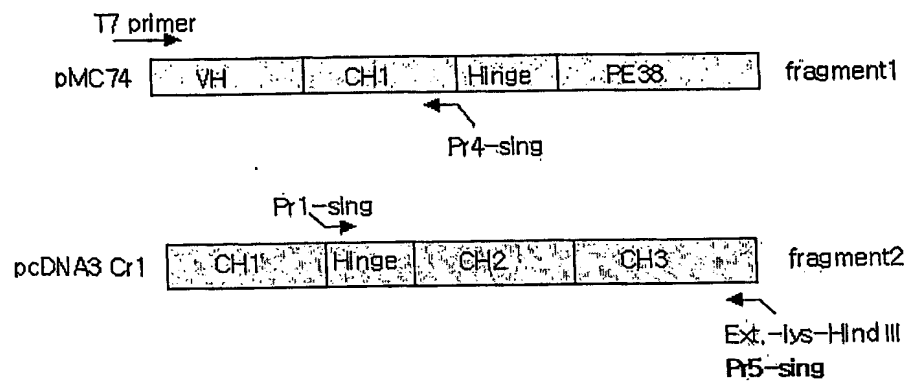 T7 primer
pMC74 VH CH1 Hinge PE38 fragment1
Pr4-sing
Pr1-sing
pcDNA3 Cr1 CH1 Hinge CH2 CH3 fragment2
Ext.-lys-Hind III
Pr5-sing